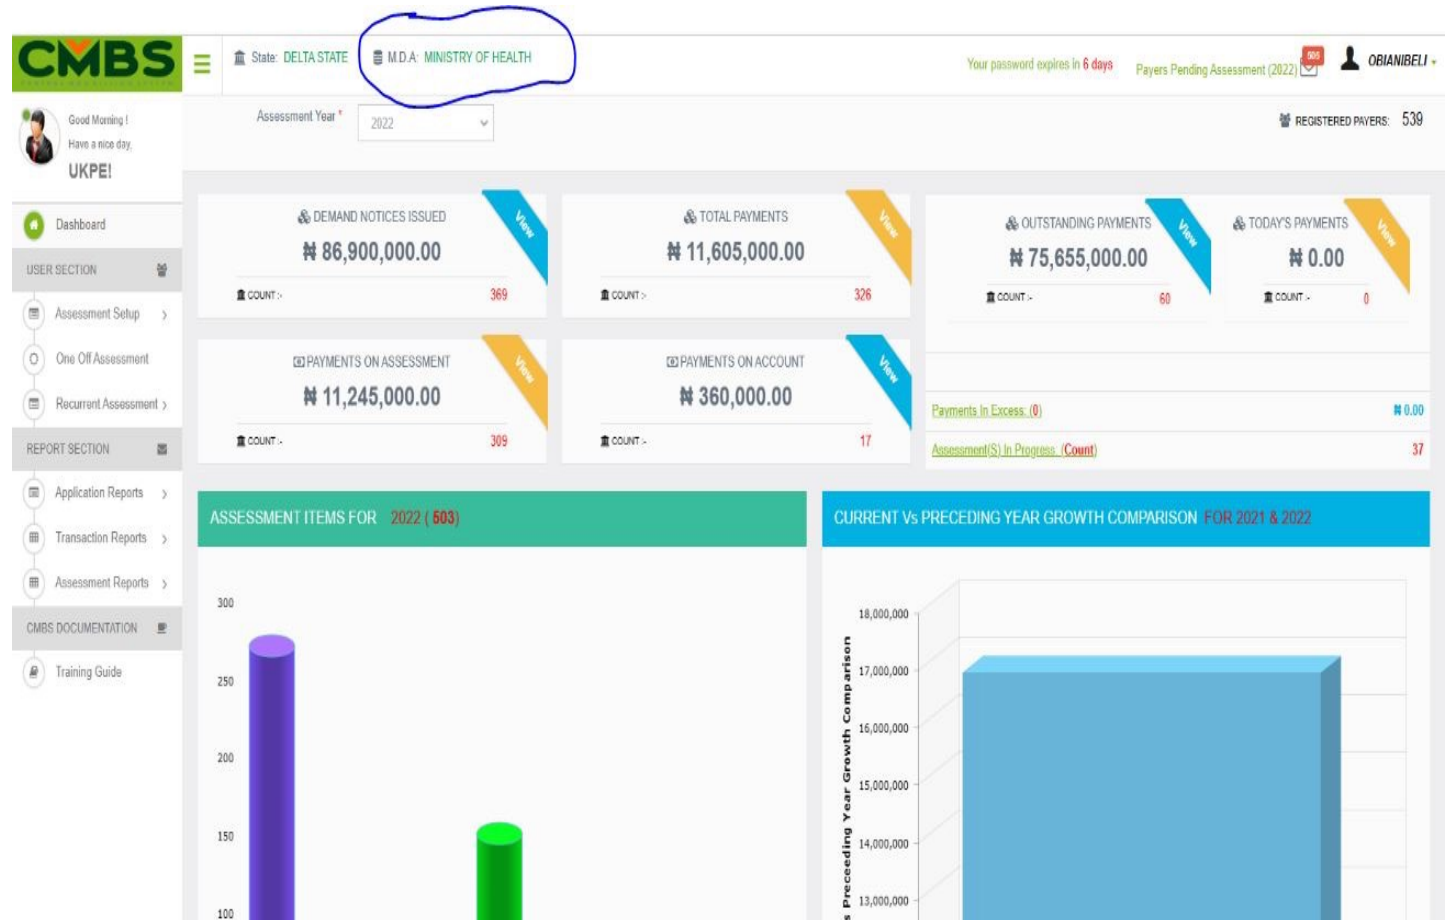 CMBS
State: DELTA STATE
M.D.A: MINISTRY OF HEALTH
Your password expires in 6 days
Payers Pending Assessment (2022)
OBIANIBELI
Good Morning !
Have a nice day,
UKPE!
Assessment Year *
2022
REGISTERED PAYERS: 539
Dashboard
USER SECTION
Assessment Setup
One Off Assessment
Recurrent Assessment
REPORT SECTION
Application Reports
Transaction Reports
Assessment Reports
CMBS DOCUMENTATION
Training Guide
DEMAND NOTICES ISSUED
View
₦ 86,900,000.00
COUNT :- 369
TOTAL PAYMENTS
View
₦ 11,605,000.00
COUNT :- 326
OUTSTANDING PAYMENTS
View
₦ 75,655,000.00
COUNT :- 60
TODAY'S PAYMENTS
View
₦ 0.00
COUNT :- 0
PAYMENTS ON ASSESSMENT
View
₦ 11,245,000.00
COUNT :- 309
PAYMENTS ON ACCOUNT
View
₦ 360,000.00
COUNT :- 17
Payments In Excess: (0) ₦ 0.00
Assessment(S) In Progress. (Count) 37
ASSESSMENT ITEMS FOR 2022 ( 503)
300
250
200
150
100
CURRENT Vs PRECEDING YEAR GROWTH COMPARISON FOR 2021 & 2022
18,000,000
17,000,000
16,000,000
15,000,000
14,000,000
13,000,000
s Preceeding Year Growth Comparison